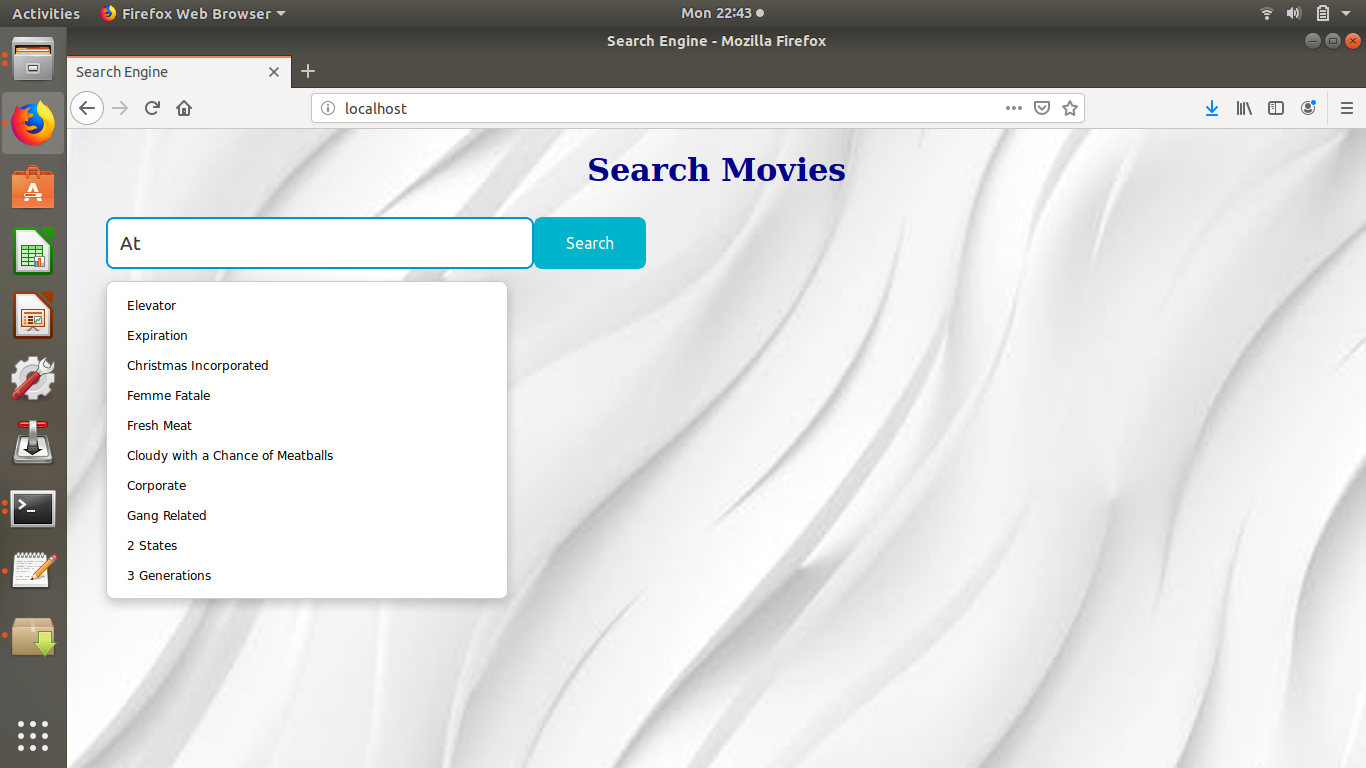 Activities
Firefox Web Browser
Mon 22:43
Search Engine - Mozilla Firefox
Search Engine
localhost
Search Movies
At
Search
Elevator
Expiration
Christmas Incorporated
Femme Fatale
Fresh Meat
Cloudy with a Chance of Meatballs
Corporate
Gang Related
2 States
3 Generations